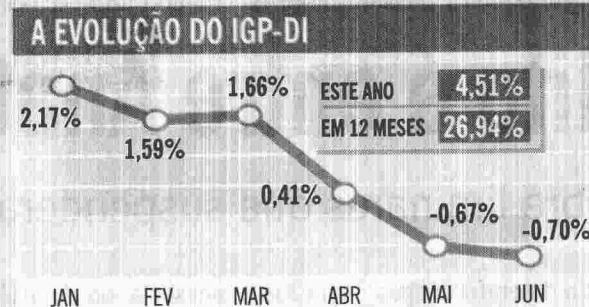 A EVOLUÇÃO DO IGP-DI
ESTE ANO 4,51%
EM 12 MESES 26,94%
2,17%
1,59%
1,66%
0,41%
-0,67%
-0,70%
JAN FEV MAR ABR MAI JUN